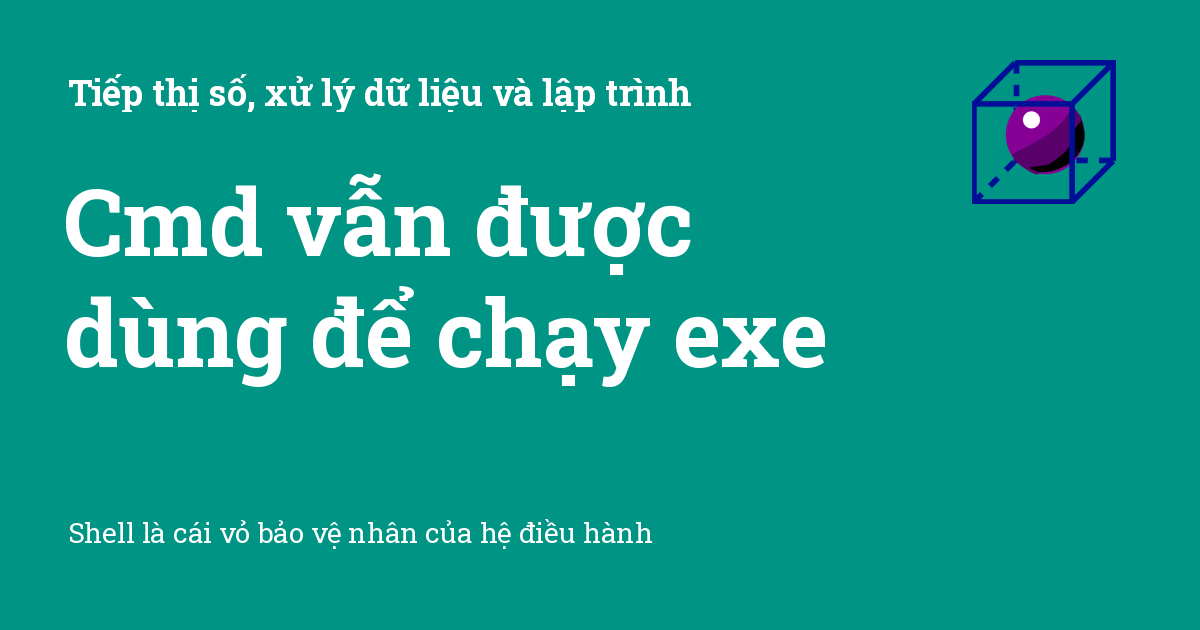 Tiếp thị số, xử lý dữ liệu và lập trình
Cmd vẫn được
dùng để chạy exe
Shell là cái vỏ bảo vệ nhân của hệ điều hành